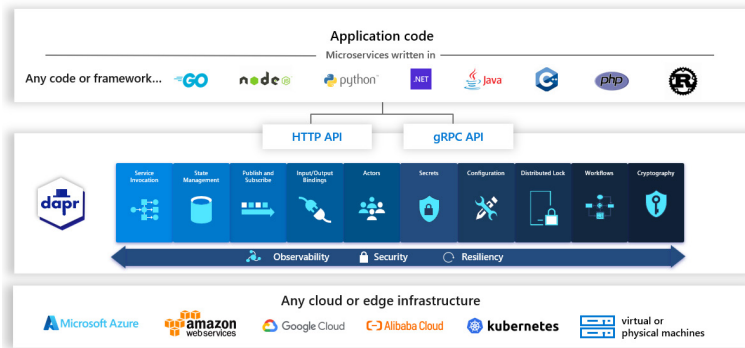 Application code
Microservices written in
Any code or framework... GO node JS python .NET Java C++ php R
HTTP API gRPC API
dapr
Service Invocation
State Management
Publish and Subscribe
Input/Output Bindings
Actors
Secrets
Configuration
Distributed Lock
Workflows
Cryptography
Observability Security Resiliency
Any cloud or edge infrastructure
Microsoft Azure amazon webservices Google Cloud Alibaba Cloud kubernetes virtual or physical machines